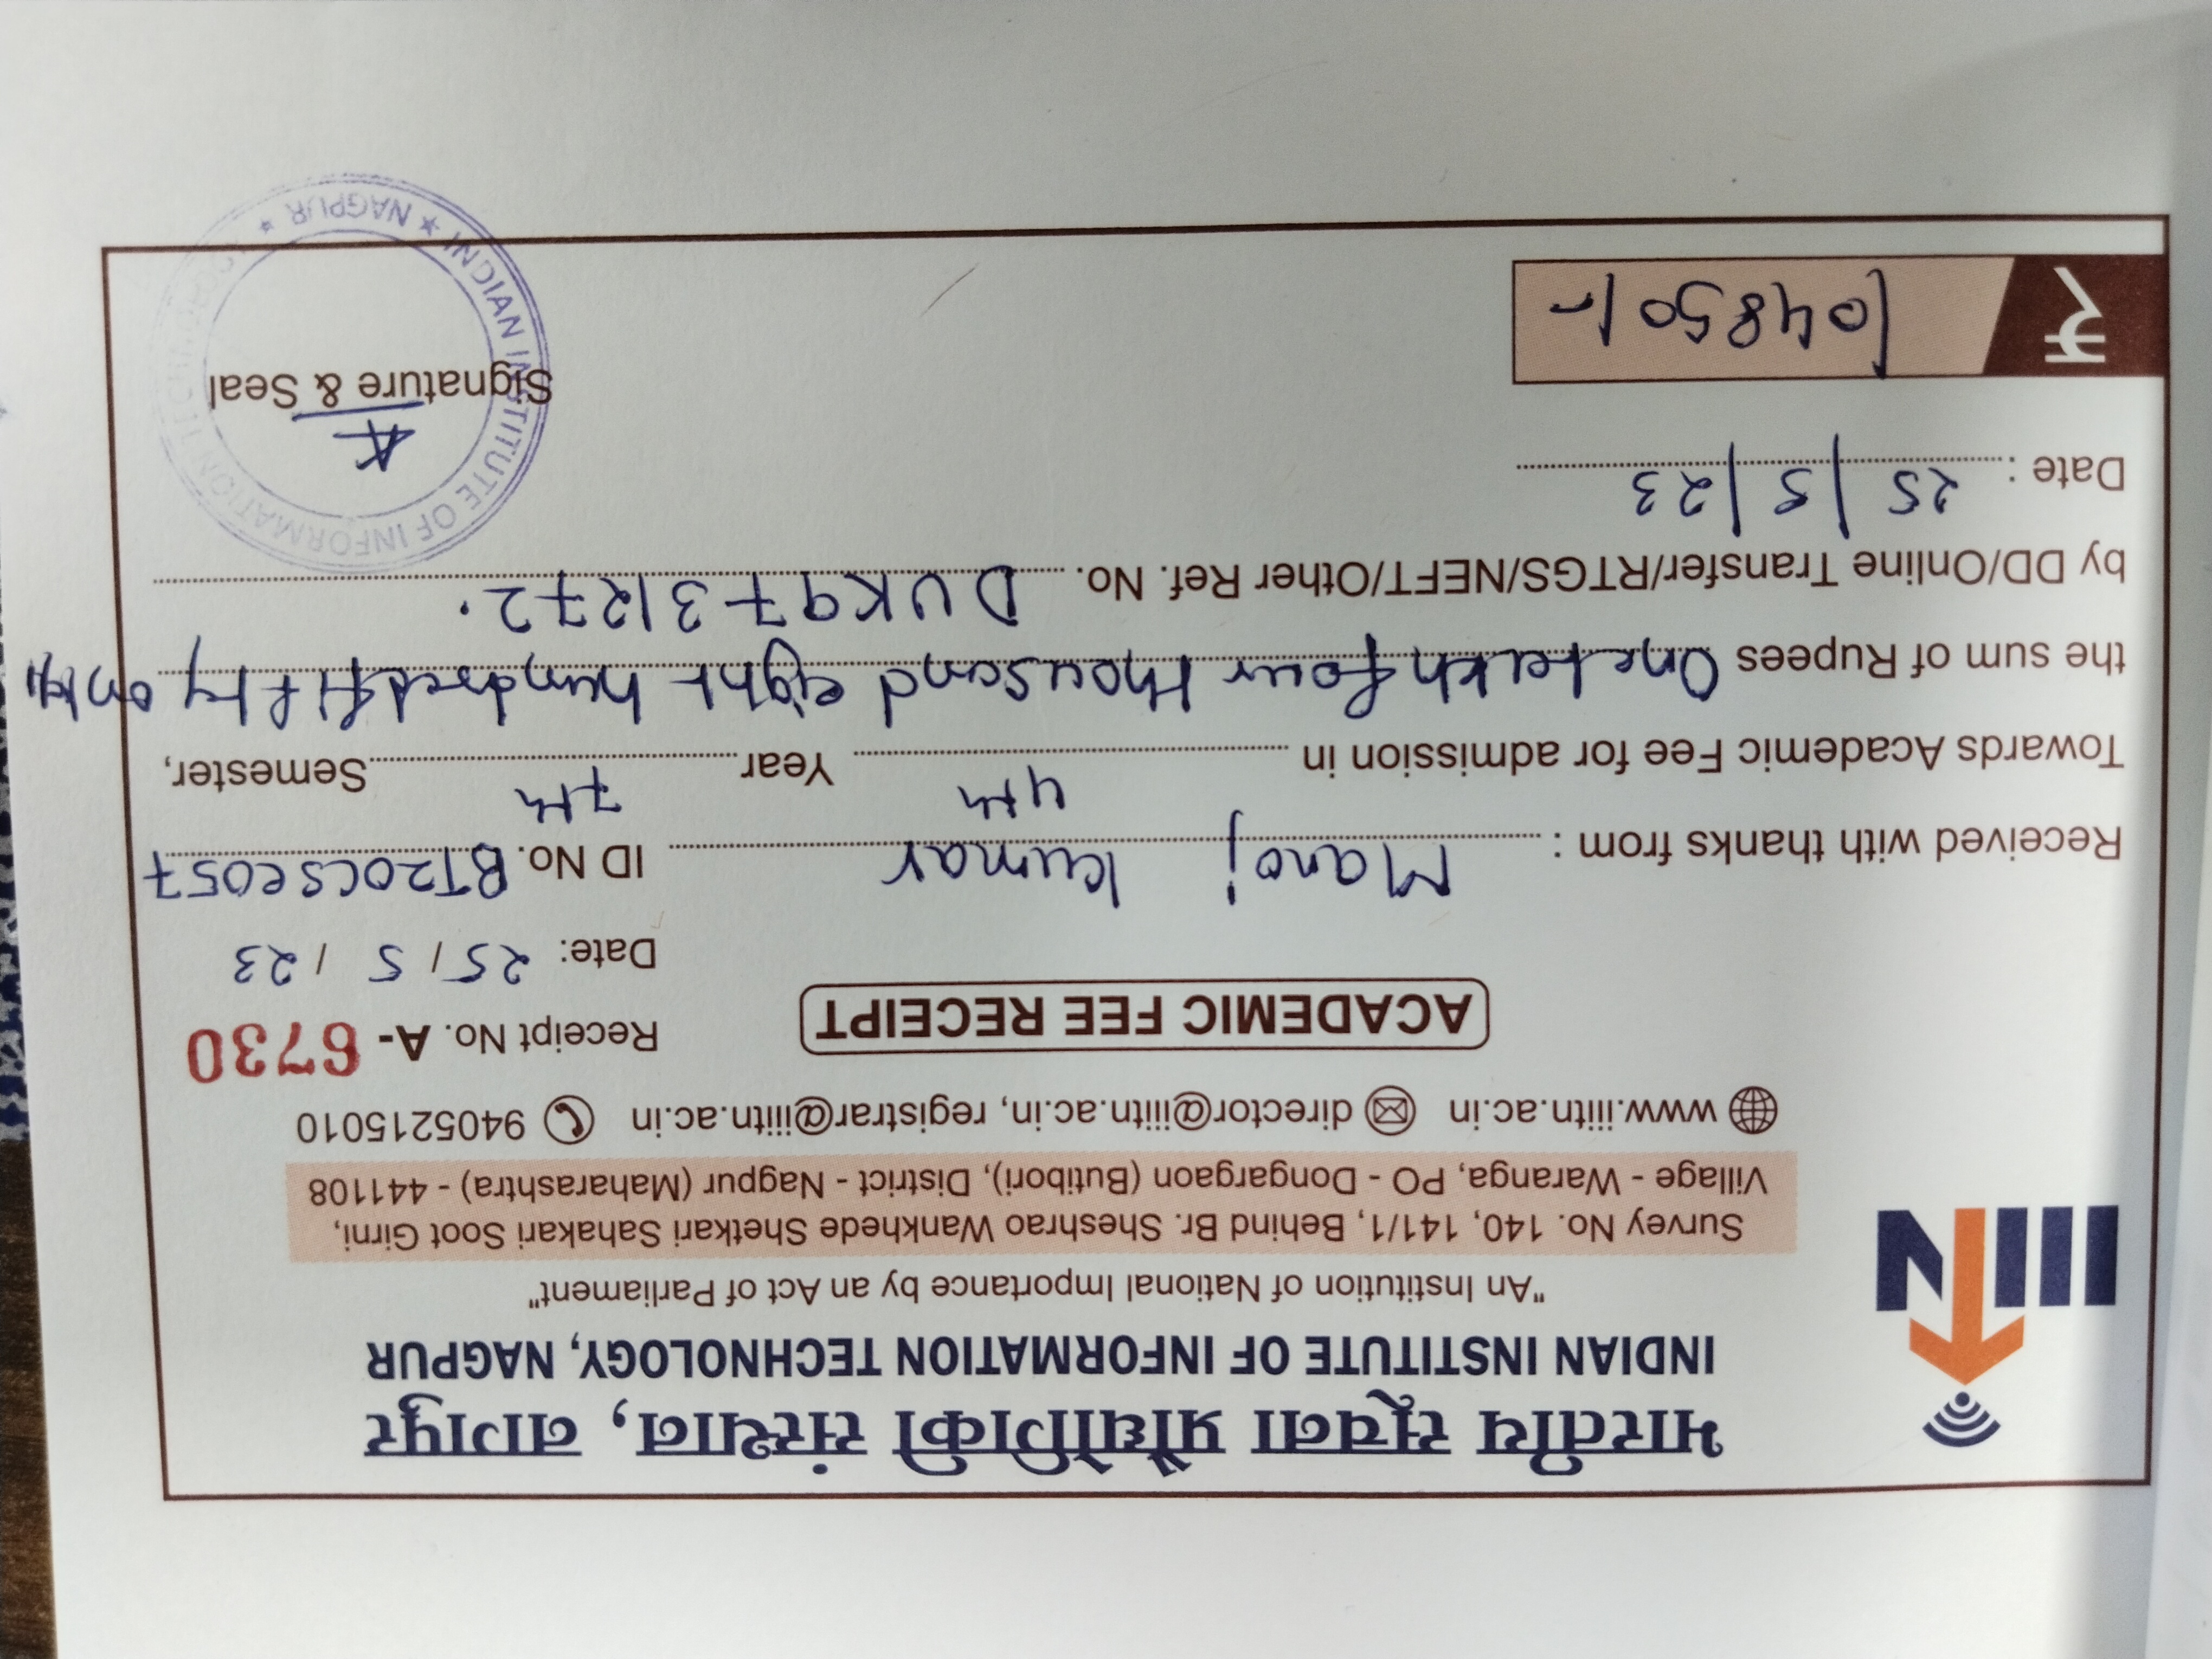 भारतीय सूचना प्रौद्योगिकी संस्थान, नागपुर
IIITN
INDIAN INSTITUTE OF INFORMATION TECHNOLOGY, NAGPUR
"An Institution of National Importance by an Act of Parliament"
Survey No. 140, 141/1, Behind Br. Sheshrao Wankhede Shetkari Sahakari Soot Girni,
Village - Waranga, PO - Dongargaon (Butibori), District - Nagpur (Maharashtra) - 441108
www.iiitn.ac.in director@iiitn.ac.in, registrar@iiitn.ac.in 9405215010
ACADEMIC FEE RECEIPT
Receipt No. A- 6730
Date: 25 / 5 / 23
Received with thanks from : Manoj Kumar ID No. BT20CSE057
Towards Academic Fee for admission in 4th Year 7th Semester,
the sum of Rupees One Lakh four thousand eight hundred fifty only
by DD/Online Transfer/RTGS/NEFT/Other Ref. No. DUK9731272.
Date : 25/5/23
Signature & Seal
₹ 104850/-
INDIAN INSTITUTE OF INFORMATION
★ NAGPUR ★